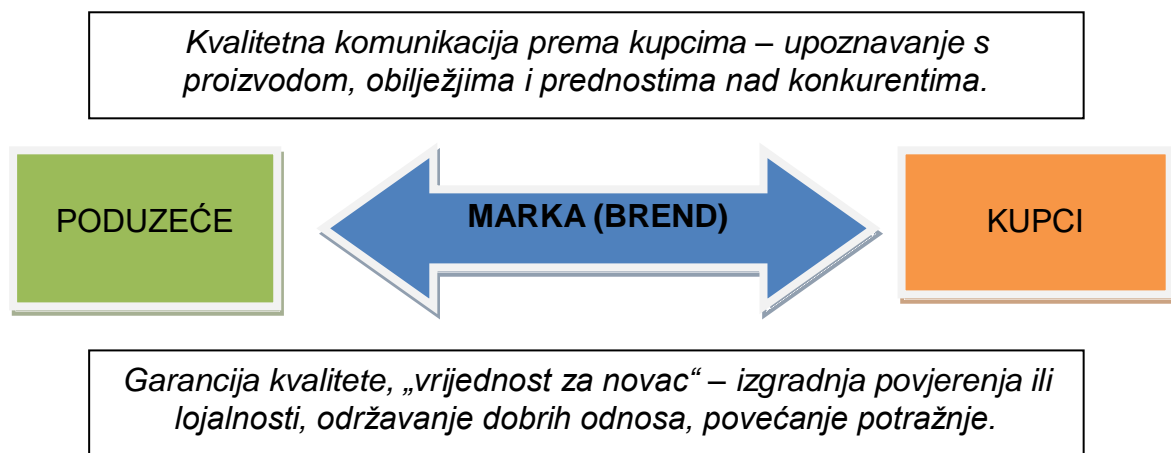 Kvalitetna komunikacija prema kupcima – upoznavanje s
proizvodom, obilježjima i prednostima nad konkurentima.
PODUZEĆE
MARKA (BREND)
KUPCI
Garancija kvalitete, „vrijednost za novac“ – izgradnja povjerenja ili
lojalnosti, održavanje dobrih odnosa, povećanje potražnje.